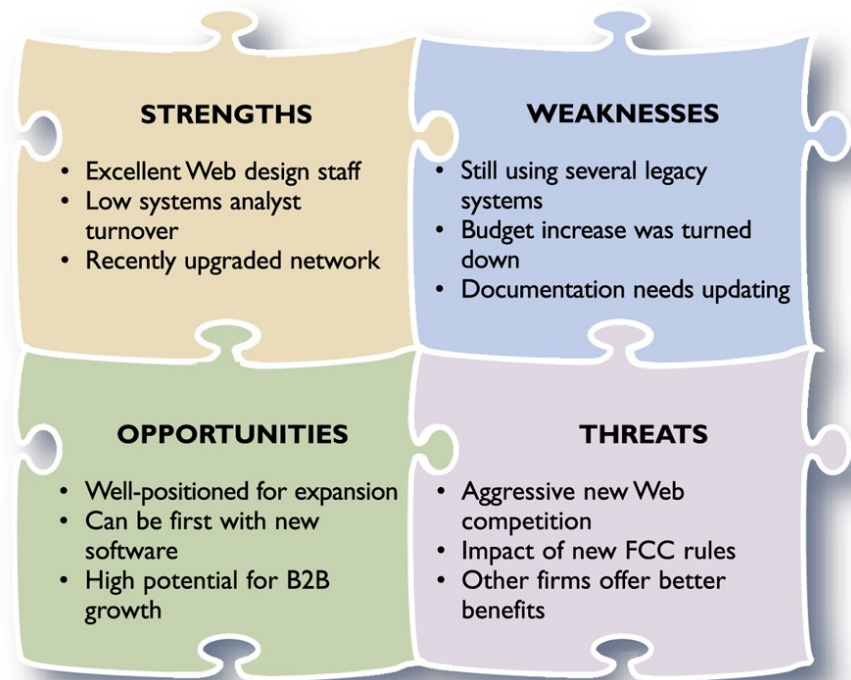 STRENGTHS
• Excellent Web design staff
• Low systems analyst
turnover
• Recently upgraded network
WEAKNESSES
• Still using several legacy
systems
• Budget increase was turned
down
• Documentation needs updating
OPPORTUNITIES
• Well-positioned for expansion
• Can be first with new
software
• High potential for B2B
growth
THREATS
• Aggressive new Web
competition
• Impact of new FCC rules
• Other firms offer better
benefits